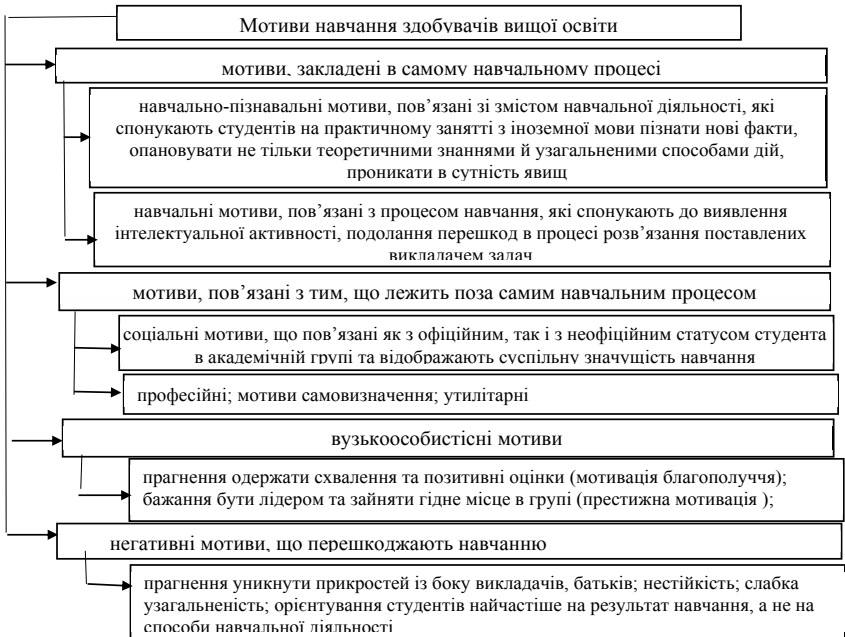 Мотиви навчання здобувачів вищої освіти
мотиви, закладені в самому навчальному процесі
навчально-пізнавальні мотиви, пов’язані зі змістом навчальної діяльності, які
спонукають студентів на практичному занятті з іноземної мови пізнати нові факти,
опановувати не тільки теоретичними знаннями й узагальненими способами дій,
проникати в сутність явищ
навчальні мотиви, пов’язані з процесом навчання, які спонукають до виявлення
інтелектуальної активності, подолання перешкод в процесі розв’язання поставлених
викладачем задач
мотиви, пов’язані з тим, що лежить поза самим навчальним процесом
соціальні мотиви, що пов’язані як з офіційним, так і з неофіційним статусом студента
в академічній групі та відображають суспільну значущість навчання
професійні; мотиви самовизначення; утилітарні
вузькоособистісні мотиви
прагнення одержати схвалення та позитивні оцінки (мотивація благополуччя);
бажання бути лідером та зайняти гідне місце в групі (престижна мотивація );
негативні мотиви, що перешкоджають навчанню
прагнення уникнути прикростей із боку викладачів, батьків; нестійкість; слабка
узагальненість; орієнтування студентів найчастіше на результат навчання, а не на
способи навчальної діяльності